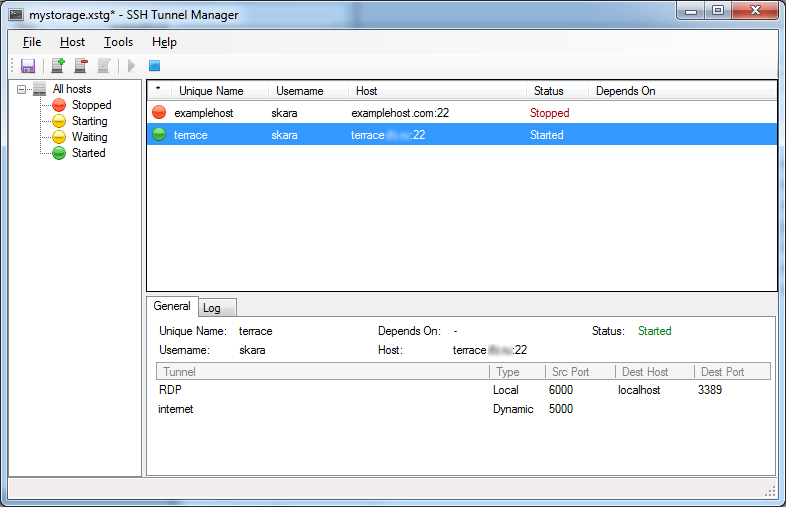 mystorage.xstg* - SSH Tunnel Manager
File Host Tools Help
All hosts
Stopped
Starting
Waiting
Started
* Unique Name Username Host Status Depends On
examplehost skara examplehost.com:22 Stopped
terrace skara terrace :22 Started
General Log
Unique Name: terrace Depends On: - Status: Started
Username: skara Host: terrace :22
Tunnel Type Src Port Dest Host Dest Port
RDP Local 6000 localhost 3389
internet Dynamic 5000